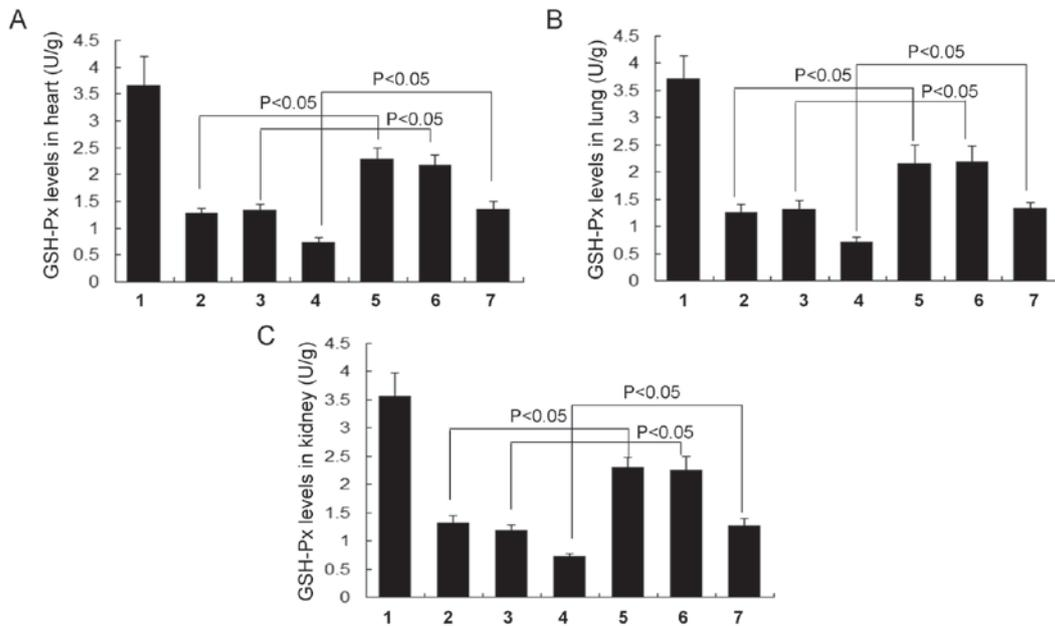 A
GSH-Px levels in heart (U/g)
4.5
4
3.5
3
2.5
2
1.5
1
0.5
0
P<0.05
P<0.05
P<0.05
1 2 3 4 5 6 7
B
GSH-Px levels in lung (U/g)
4.5
4
3.5
3
2.5
2
1.5
1
0.5
0
P<0.05
P<0.05
P<0.05
1 2 3 4 5 6 7
C
GSH-Px levels in kidney (U/g)
4.5
4
3.5
3
2.5
2
1.5
1
0.5
0
P<0.05
P<0.05
P<0.05
1 2 3 4 5 6 7